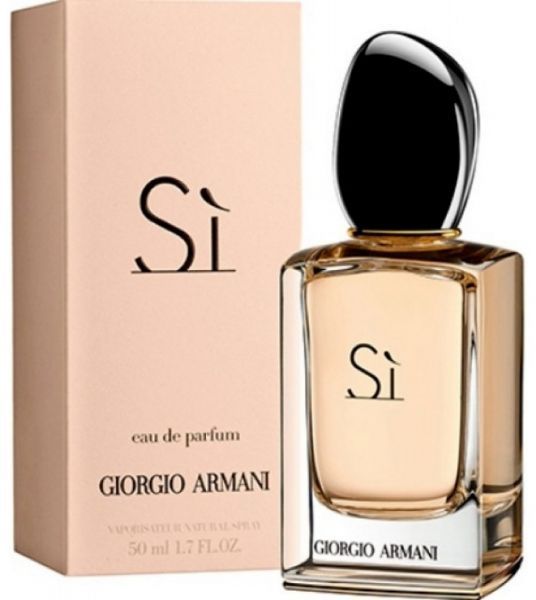 Sì
eau de parfum
GIORGIO ARMANI
VAPORISATEUR NATURAL SPRAY
50 ml 1.7 FL.OZ.
Sì
GIORGIO ARMANI